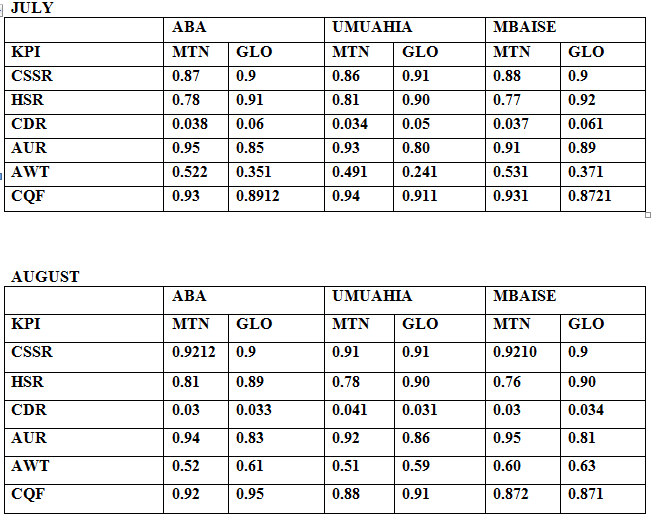 JULY
ABA UMUAHIA MBAISE
KPI MTN GLO MTN GLO MTN GLO
CSSR 0.87 0.9 0.86 0.91 0.88 0.9
HSR 0.78 0.91 0.81 0.90 0.77 0.92
CDR 0.038 0.06 0.034 0.05 0.037 0.061
AUR 0.95 0.85 0.93 0.80 0.91 0.89
AWT 0.522 0.351 0.491 0.241 0.531 0.371
CQF 0.93 0.8912 0.94 0.911 0.931 0.8721
AUGUST
ABA UMUAHIA MBAISE
KPI MTN GLO MTN GLO MTN GLO
CSSR 0.9212 0.9 0.91 0.91 0.9210 0.9
HSR 0.81 0.89 0.78 0.90 0.76 0.90
CDR 0.03 0.033 0.041 0.031 0.03 0.034
AUR 0.94 0.83 0.92 0.86 0.95 0.81
AWT 0.52 0.61 0.51 0.59 0.60 0.63
CQF 0.92 0.95 0.88 0.91 0.872 0.871